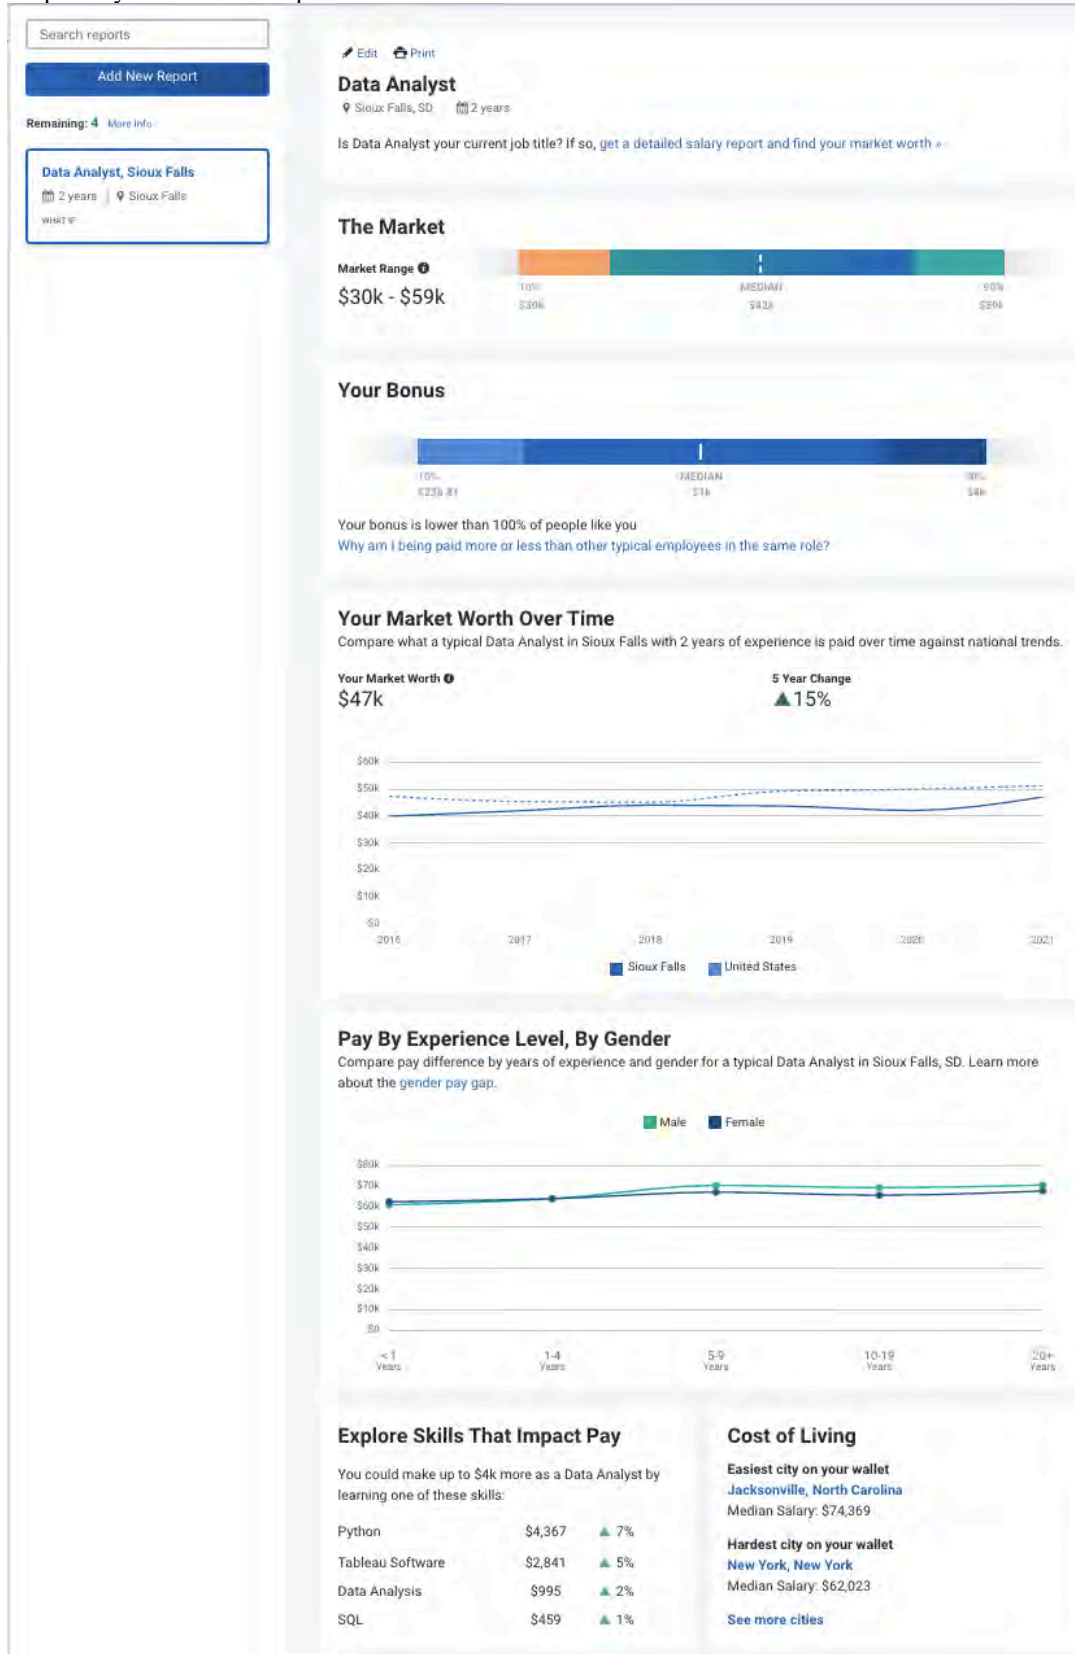 Search reports
Add New Report
Remaining: 4 More Info
Data Analyst, Sioux Falls
2 years Sioux Falls
WHAT IF
Edit Print
Data Analyst
Sioux Falls, SD 2 years
Is Data Analyst your current job title? If so, get a detailed salary report and find your market worth »
The Market
Market Range
$30k - $59k
10% MEDIAN 90%
$30k $42k $59k
Your Bonus
10% MEDIAN 90%
$236.81 $1k $4k
Your bonus is lower than 100% of people like you
Why am I being paid more or less than other typical employees in the same role?
Your Market Worth Over Time
Compare what a typical Data Analyst in Sioux Falls with 2 years of experience is paid over time against national trends.
Your Market Worth 5 Year Change
$47k 15%
$60k
$50k
$40k
$30k
$20k
$10k
$0
2016 2017 2018 2019 2020 2021
Sioux Falls United States
Pay By Experience Level, By Gender
Compare pay difference by years of experience and gender for a typical Data Analyst in Sioux Falls, SD. Learn more
about the gender pay gap.
Male Female
$80k
$70k
$60k
$50k
$40k
$30k
$20k
$10k
$0
< 1 1-4 5-9 10-19 20+
Years Years Years Years Years
Explore Skills That Impact Pay
You could make up to $4k more as a Data Analyst by
learning one of these skills:
Python $4,367 7%
Tableau Software $2,841 5%
Data Analysis $995 2%
SQL $459 1%
Cost of Living
Easiest city on your wallet
Jacksonville, North Carolina
Median Salary: $74,369
Hardest city on your wallet
New York, New York
Median Salary: $62,023
See more cities